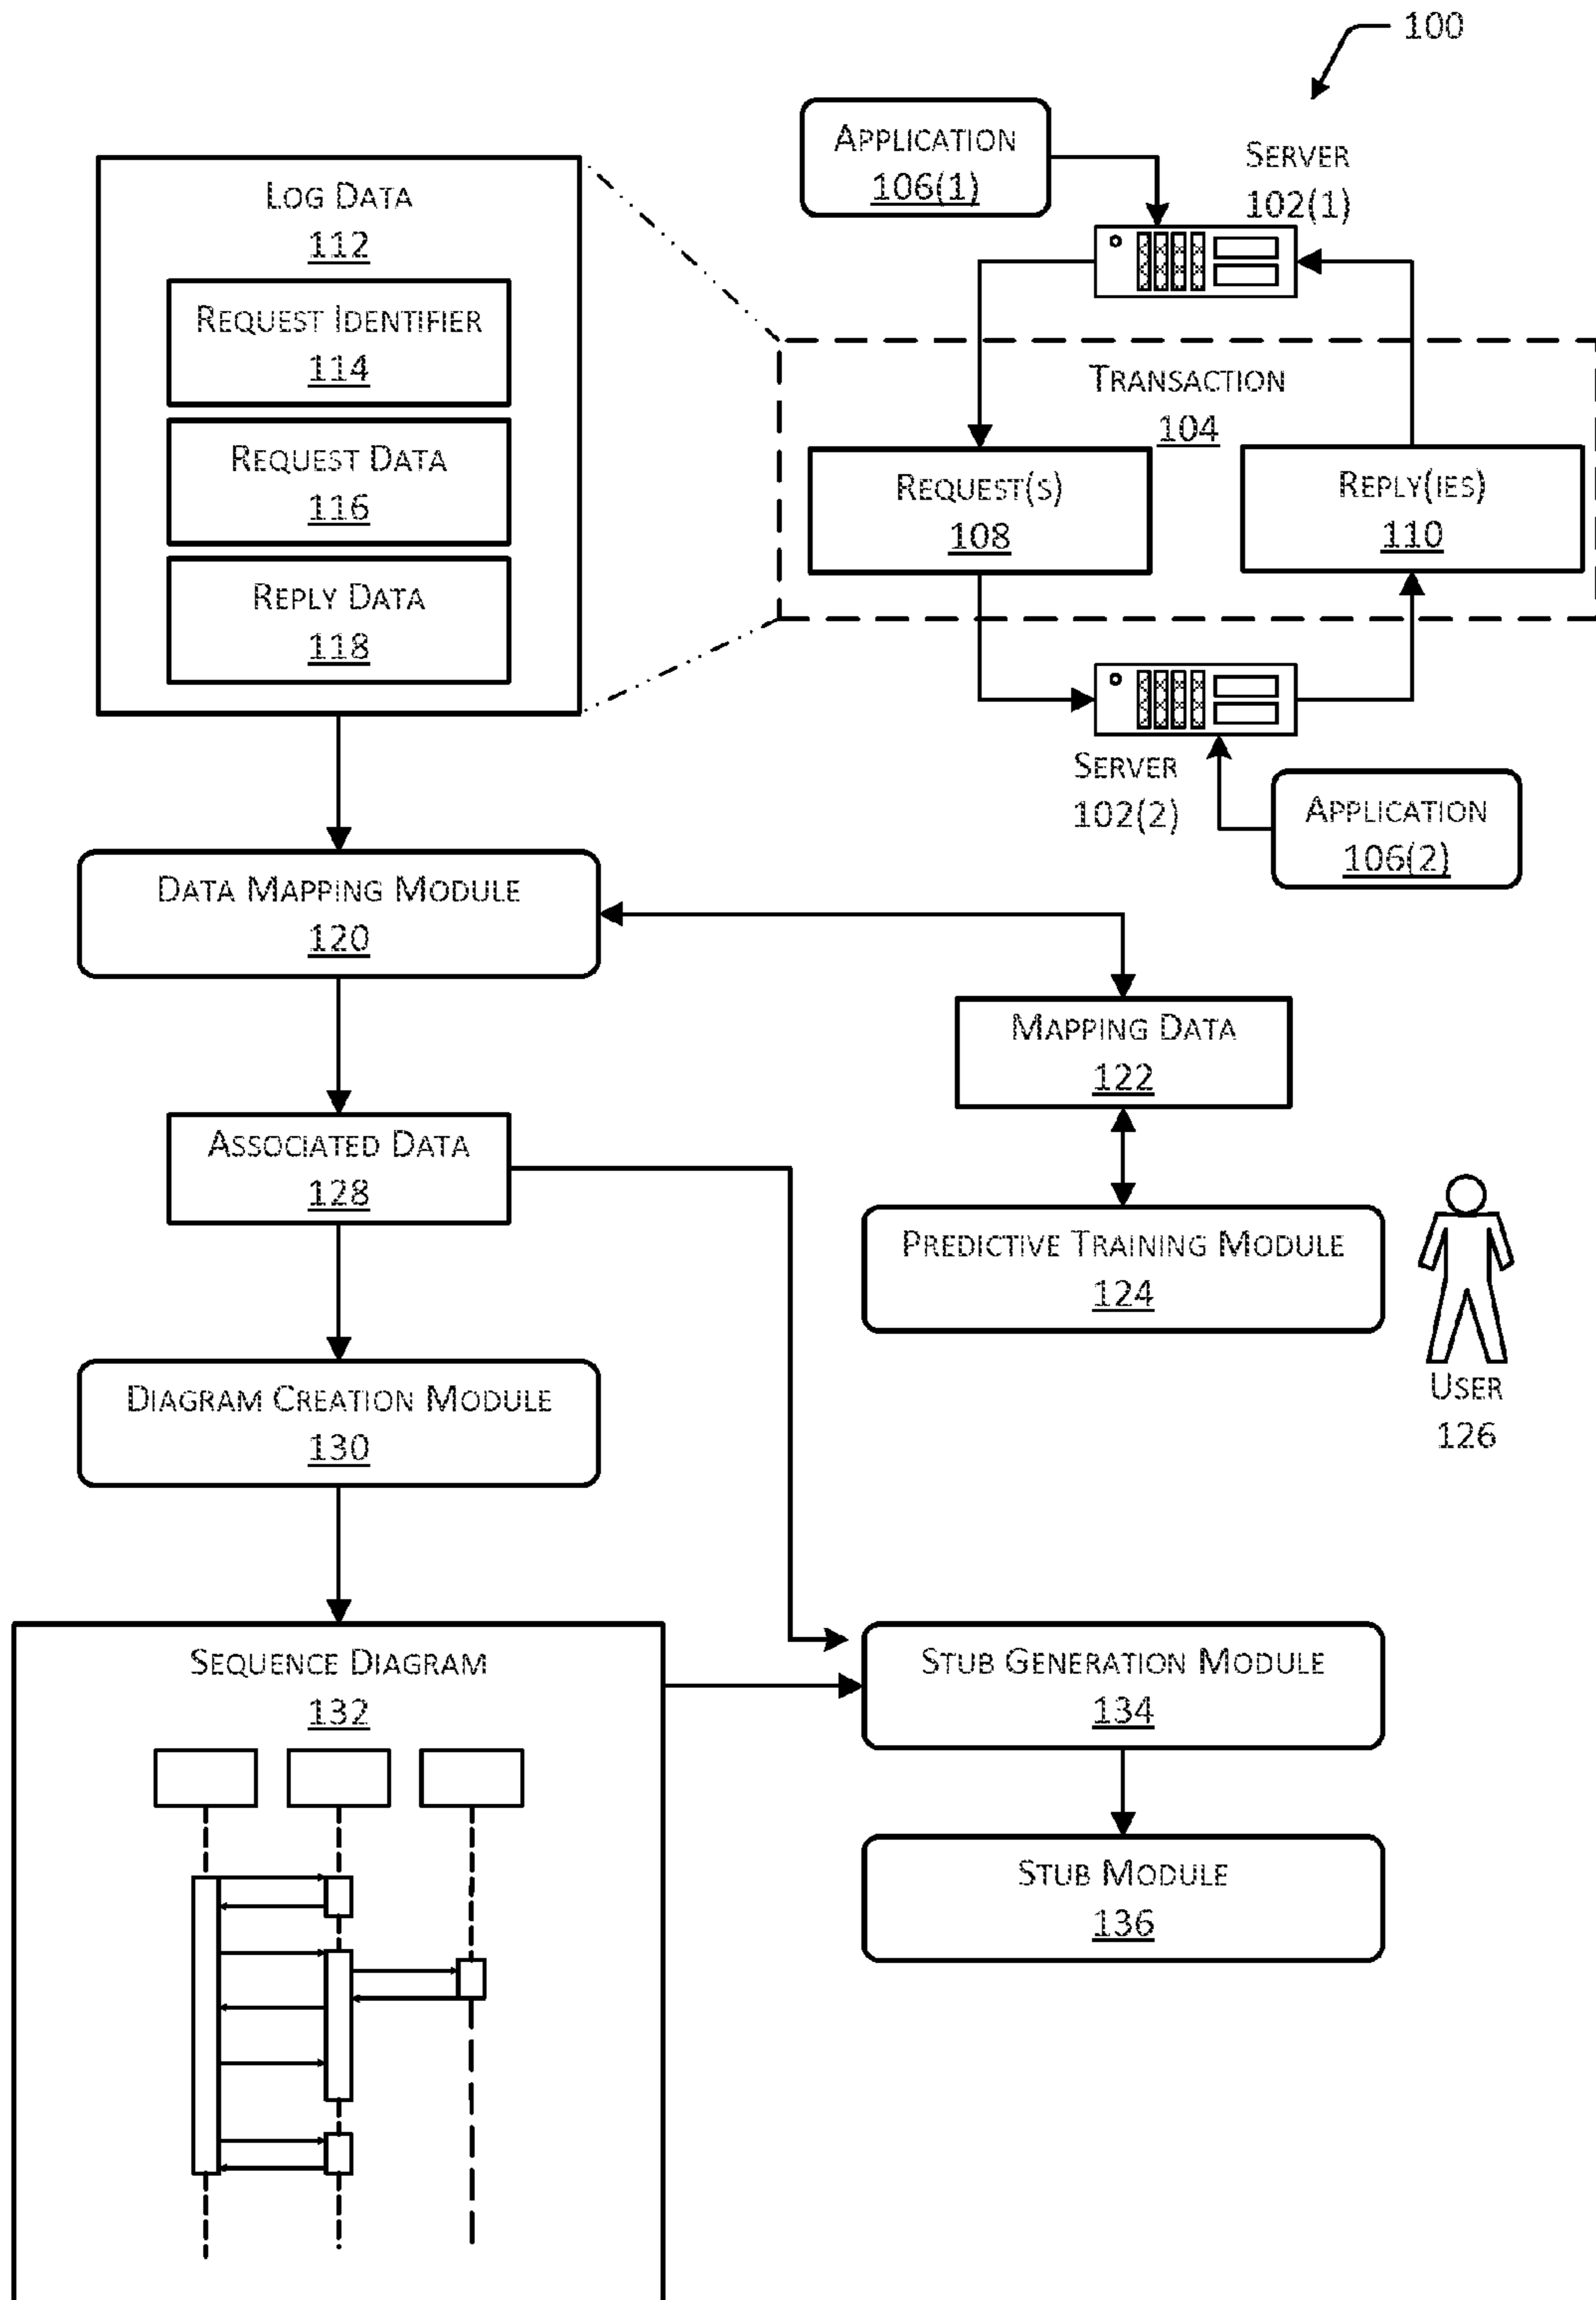 100
APPLICATION
106(1)
SERVER
102(1)
LOG DATA
112
REQUEST IDENTIFIER
114
REQUEST DATA
116
REPLY DATA
118
TRANSACTION
104
REQUEST(S)
108
REPLY(IES)
110
SERVER
102(2)
APPLICATION
106(2)
DATA MAPPING MODULE
120
MAPPING DATA
122
ASSOCIATED DATA
128
PREDICTIVE TRAINING MODULE
124
USER
126
DIAGRAM CREATION MODULE
130
SEQUENCE DIAGRAM
132
STUB GENERATION MODULE
134
STUB MODULE
136